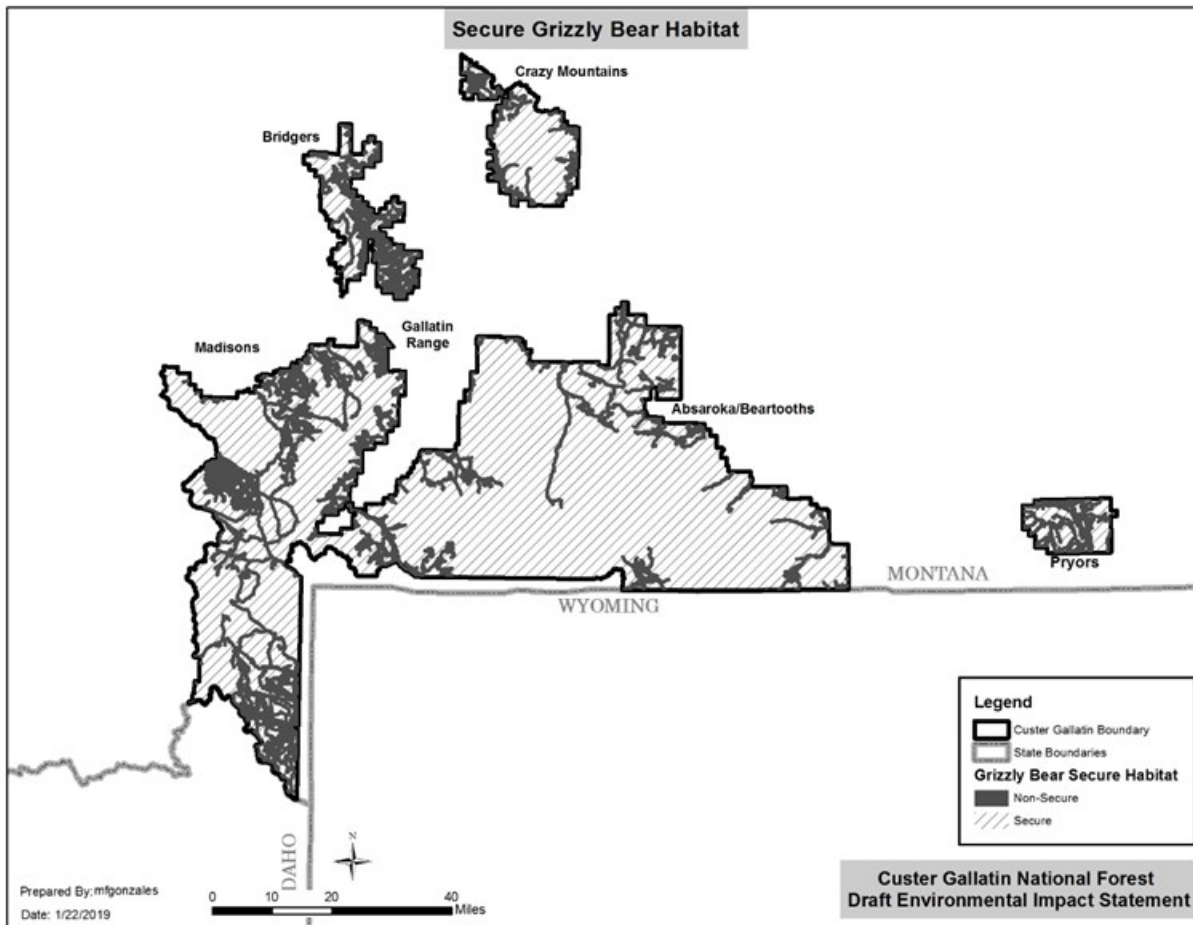 Secure Grizzly Bear Habitat
Crazy Mountains
Bridgers
Gallatin
Range
Madisons
Absaroka/Beartooths
Pryors
MONTANA
WYOMING
DAHO
Legend
Custer Gallatin Boundary
State Boundaries
Grizzly Bear Secure Habitat
Non-Secure
Secure
N
Prepared By: mfgonzales
Date: 1/22/2019
0 10 20 40
Miles
Custer Gallatin National Forest
Draft Environmental Impact Statement